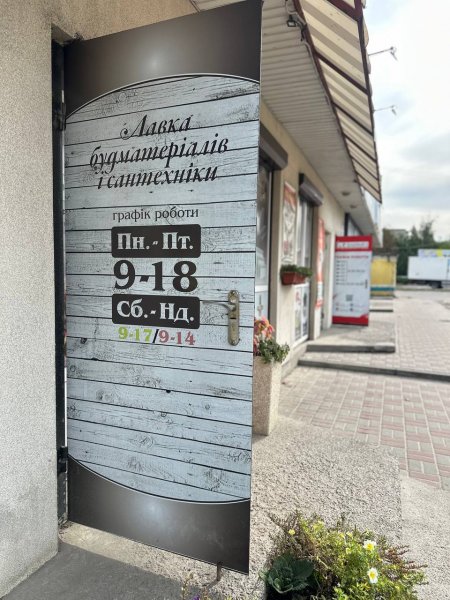 Лавка
будматеріалів
і сантехніки
графік роботи
Пн. - Пт.
9-18
Сб. - Нд.
9-17/9-14